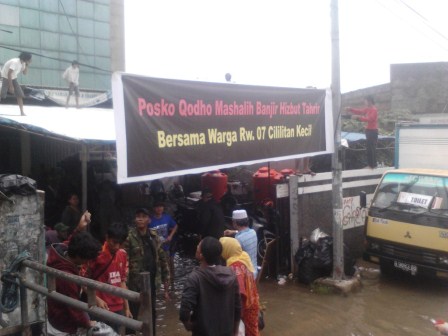 Posko Qodho Mashalih Banjir Hizbut Tahrir
Bersama Warga Rw. 07 Cililitan Kecil